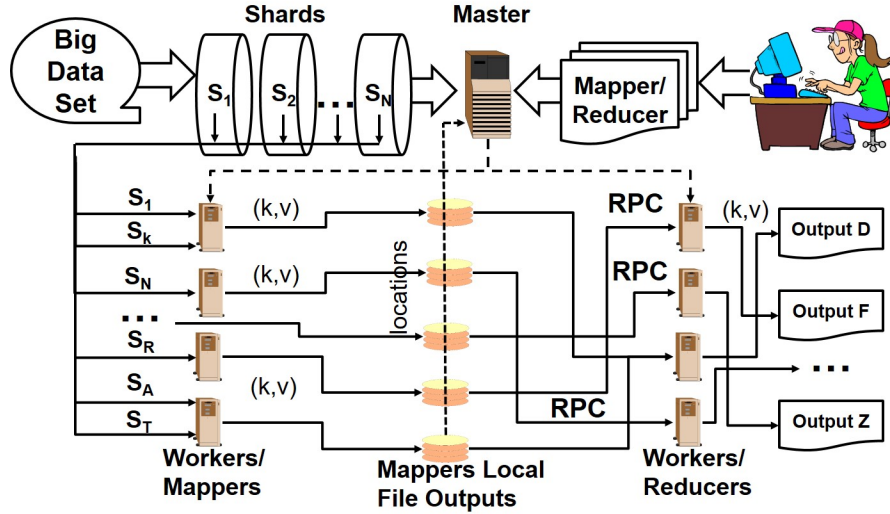 Shards
Master
Big
Data
Set
S1
S2
...
SN
Mapper/
Reducer
S1
(k,v)
RPC
(k,v)
Sk
Output D
SN
(k,v)
locations
RPC
Output F
...
SR
...
SA
(k,v)
RPC
ST
Output Z
Workers/
Mappers
Mappers Local
File Outputs
Workers/
Reducers